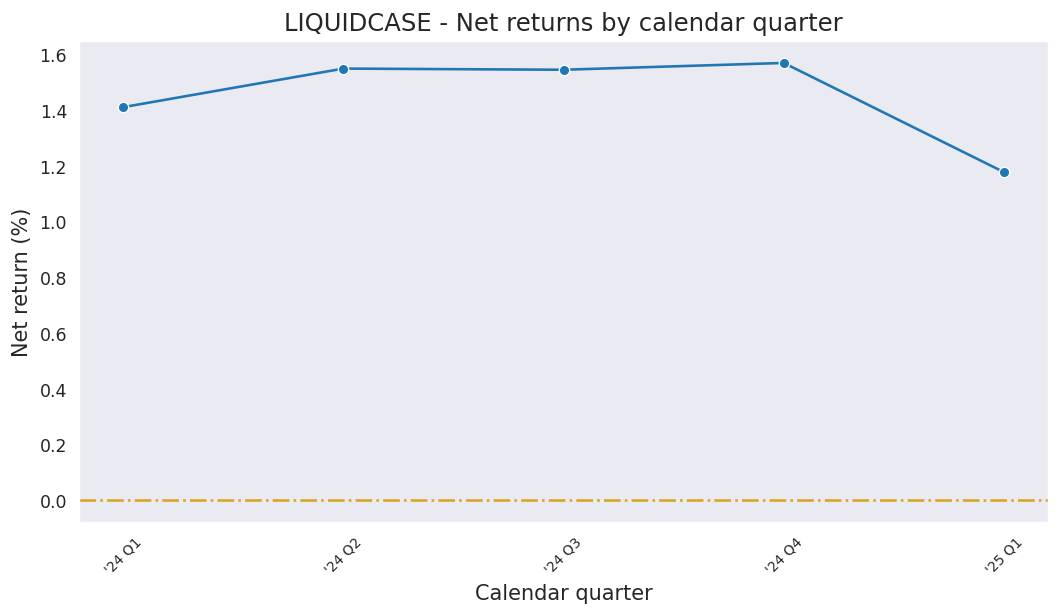 LIQUIDCASE - Net returns by calendar quarter
1.6
1.4
1.2
1.0
0.8
0.6
0.4
0.2
0.0
Net return (%)
'24 Q1
'24 Q2
'24 Q3
'24 Q4
'25 Q1
Calendar quarter